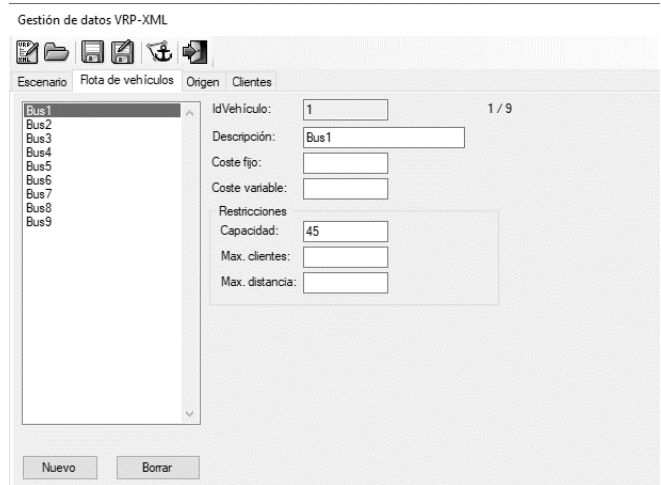 Gestión de datos VRP-XML
VRP
XML
Escenario Flota de vehículos Origen Clientes
Bus1
Bus2
Bus3
Bus4
Bus5
Bus6
Bus7
Bus8
Bus9
IdVehículo: 1 1 / 9
Descripción: Bus1
Coste fijo:
Coste variable:
Restricciones
Capacidad: 45
Max. clientes:
Max. distancia:
Nuevo Borrar